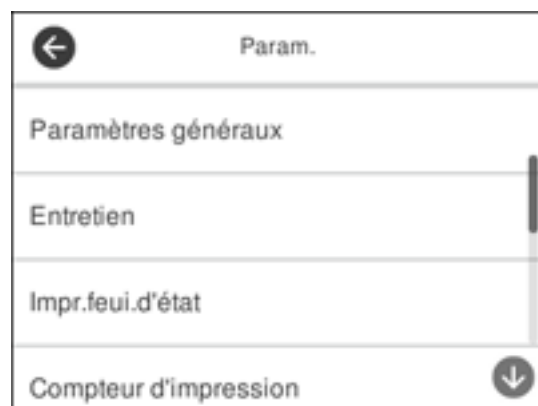 Param.
Paramètres généraux
Entretien
Impr.feui.d'état
Compteur d'impression